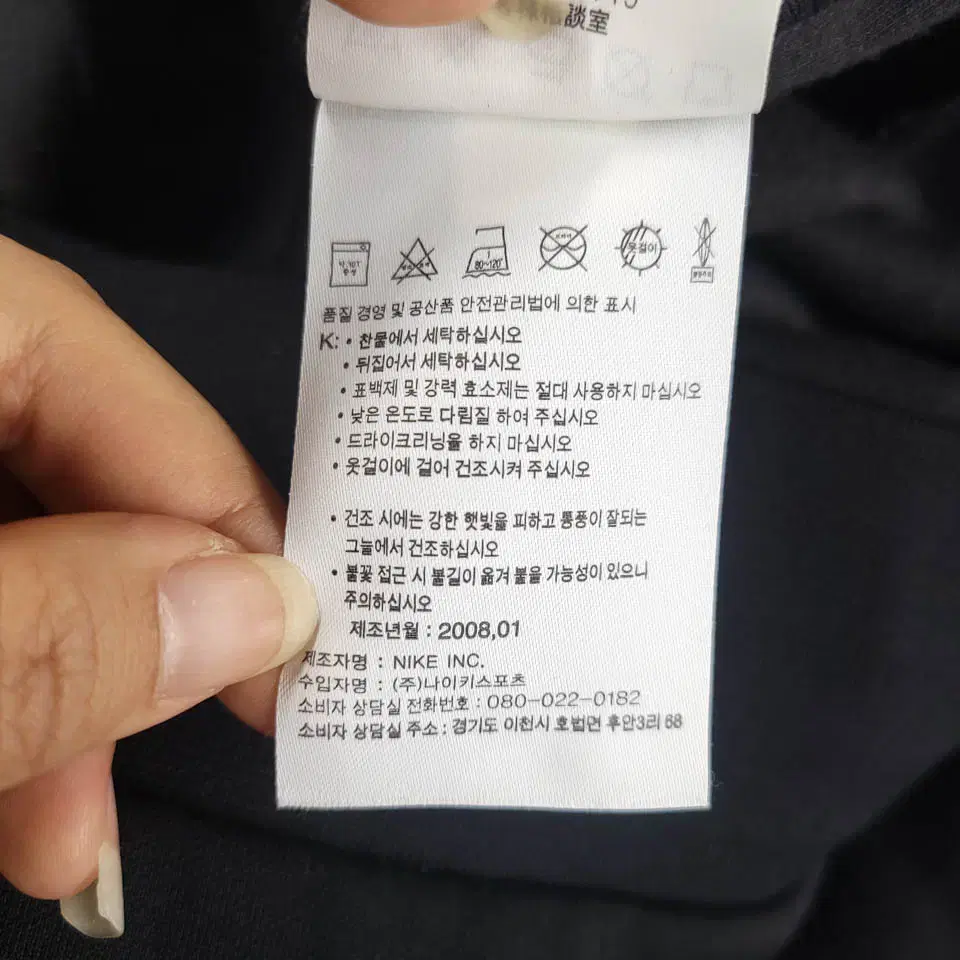 談室
옷걸이
80~120°
품질 경영 및 공산품 안전관리법에 의한 표시
K: • 찬물에서 세탁하십시오
• 뒤집어서 세탁하십시오
• 표백제 및 강력 효소제는 절대 사용하지 마십시오
• 낮은 온도로 다림질 하여 주십시오
• 드라이크리닝을 하지 마십시오
• 옷걸이에 걸어 건조시켜 주십시오
• 건조 시에는 강한 햇빛을 피하고 통풍이 잘되는
그늘에서 건조하십시오
• 불꽃 접근 시 불길이 옮겨 붙을 가능성이 있으니
주의하십시오
제조년월 : 2008,01
제조자명 : NIKE INC.
수입자명 : (주)나이키스포츠
소비자 상담실 전화번호 : 080-022-0182
소비자 상담실 주소 : 경기도 이천시 호법면 후안3리 68